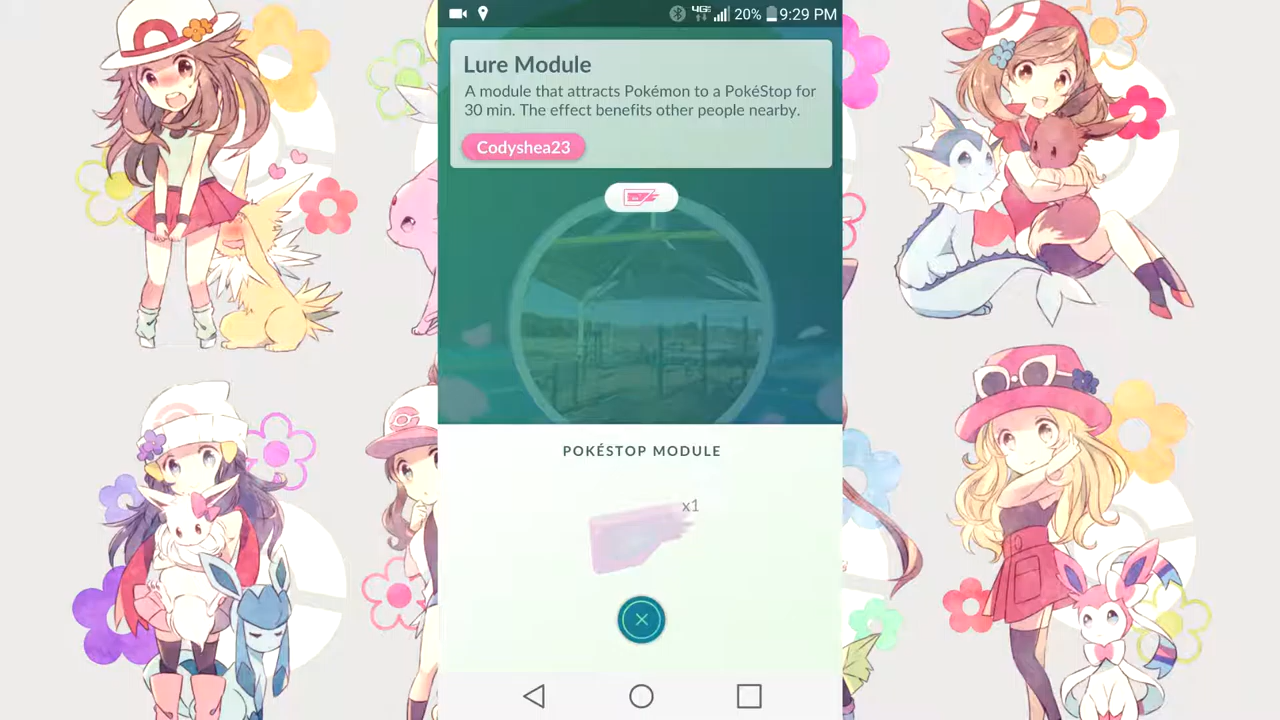 4GE 20% 9:29 PM
Lure Module
A module that attracts Pokémon to a PokéStop for
30 min. The effect benefits other people nearby.
Codyshea23
POKÉSTOP MODULE
x1